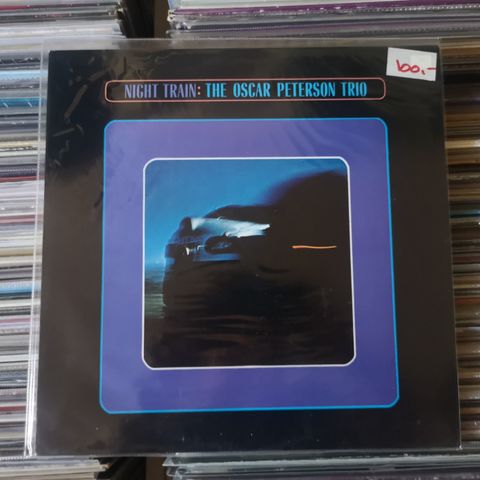 NIGHT TRAIN: THE OSCAR PETERSON TRIO
100,-